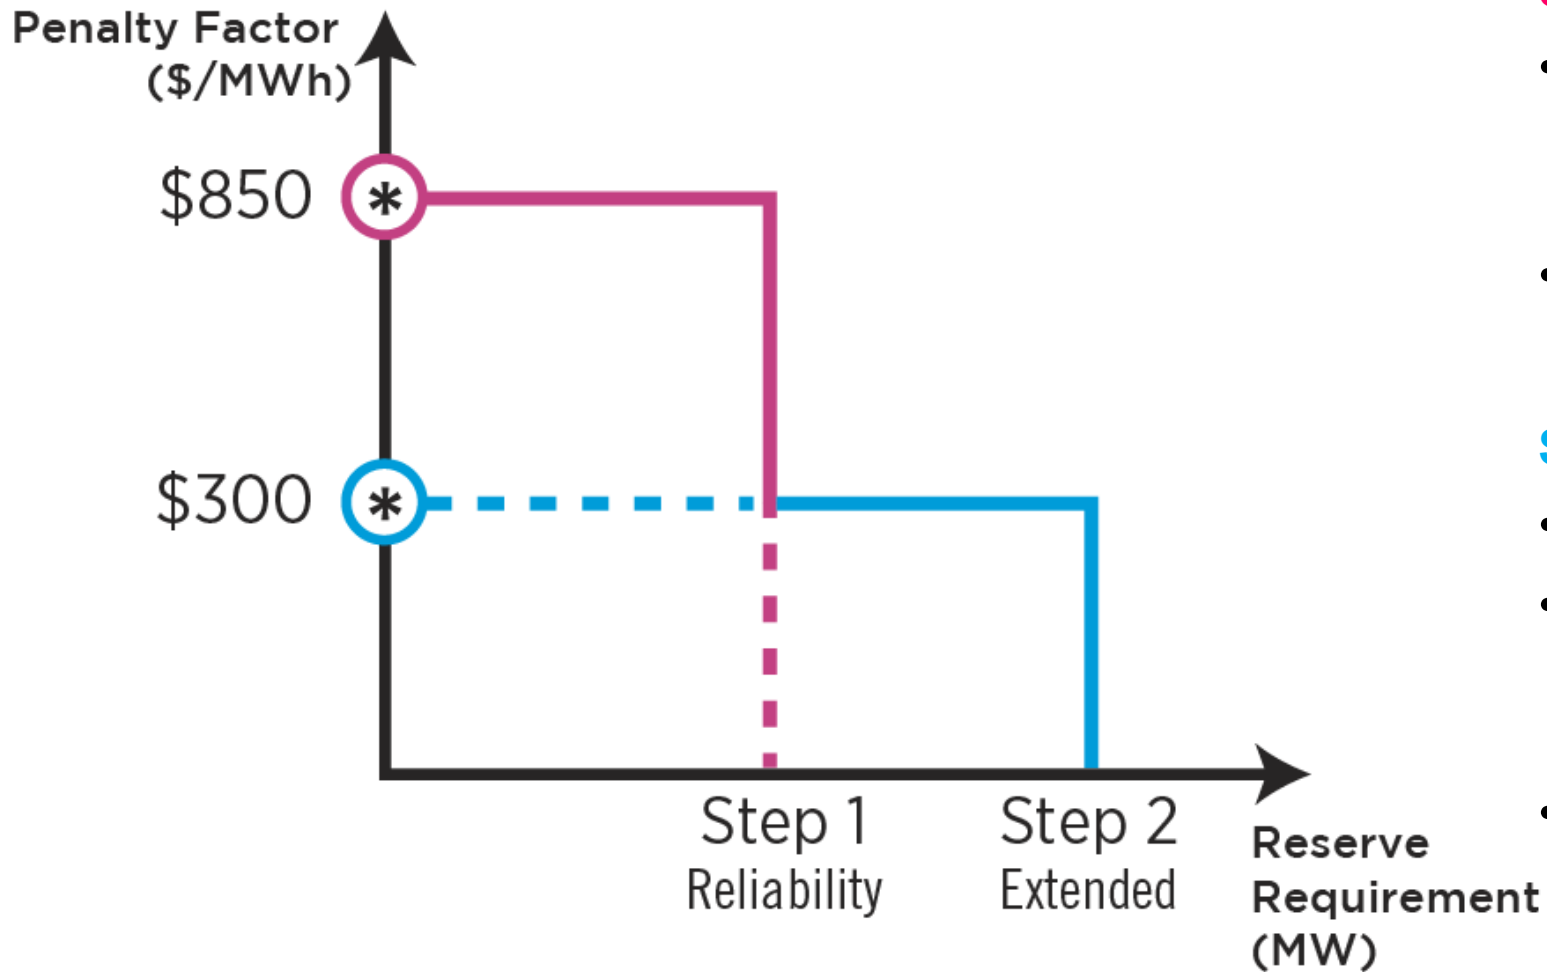 Penalty Factor
($/MWh)
$850
*
$300
*
Step 1
Reliability
Step 2
Extended
Reserve
Requirement
(MW)